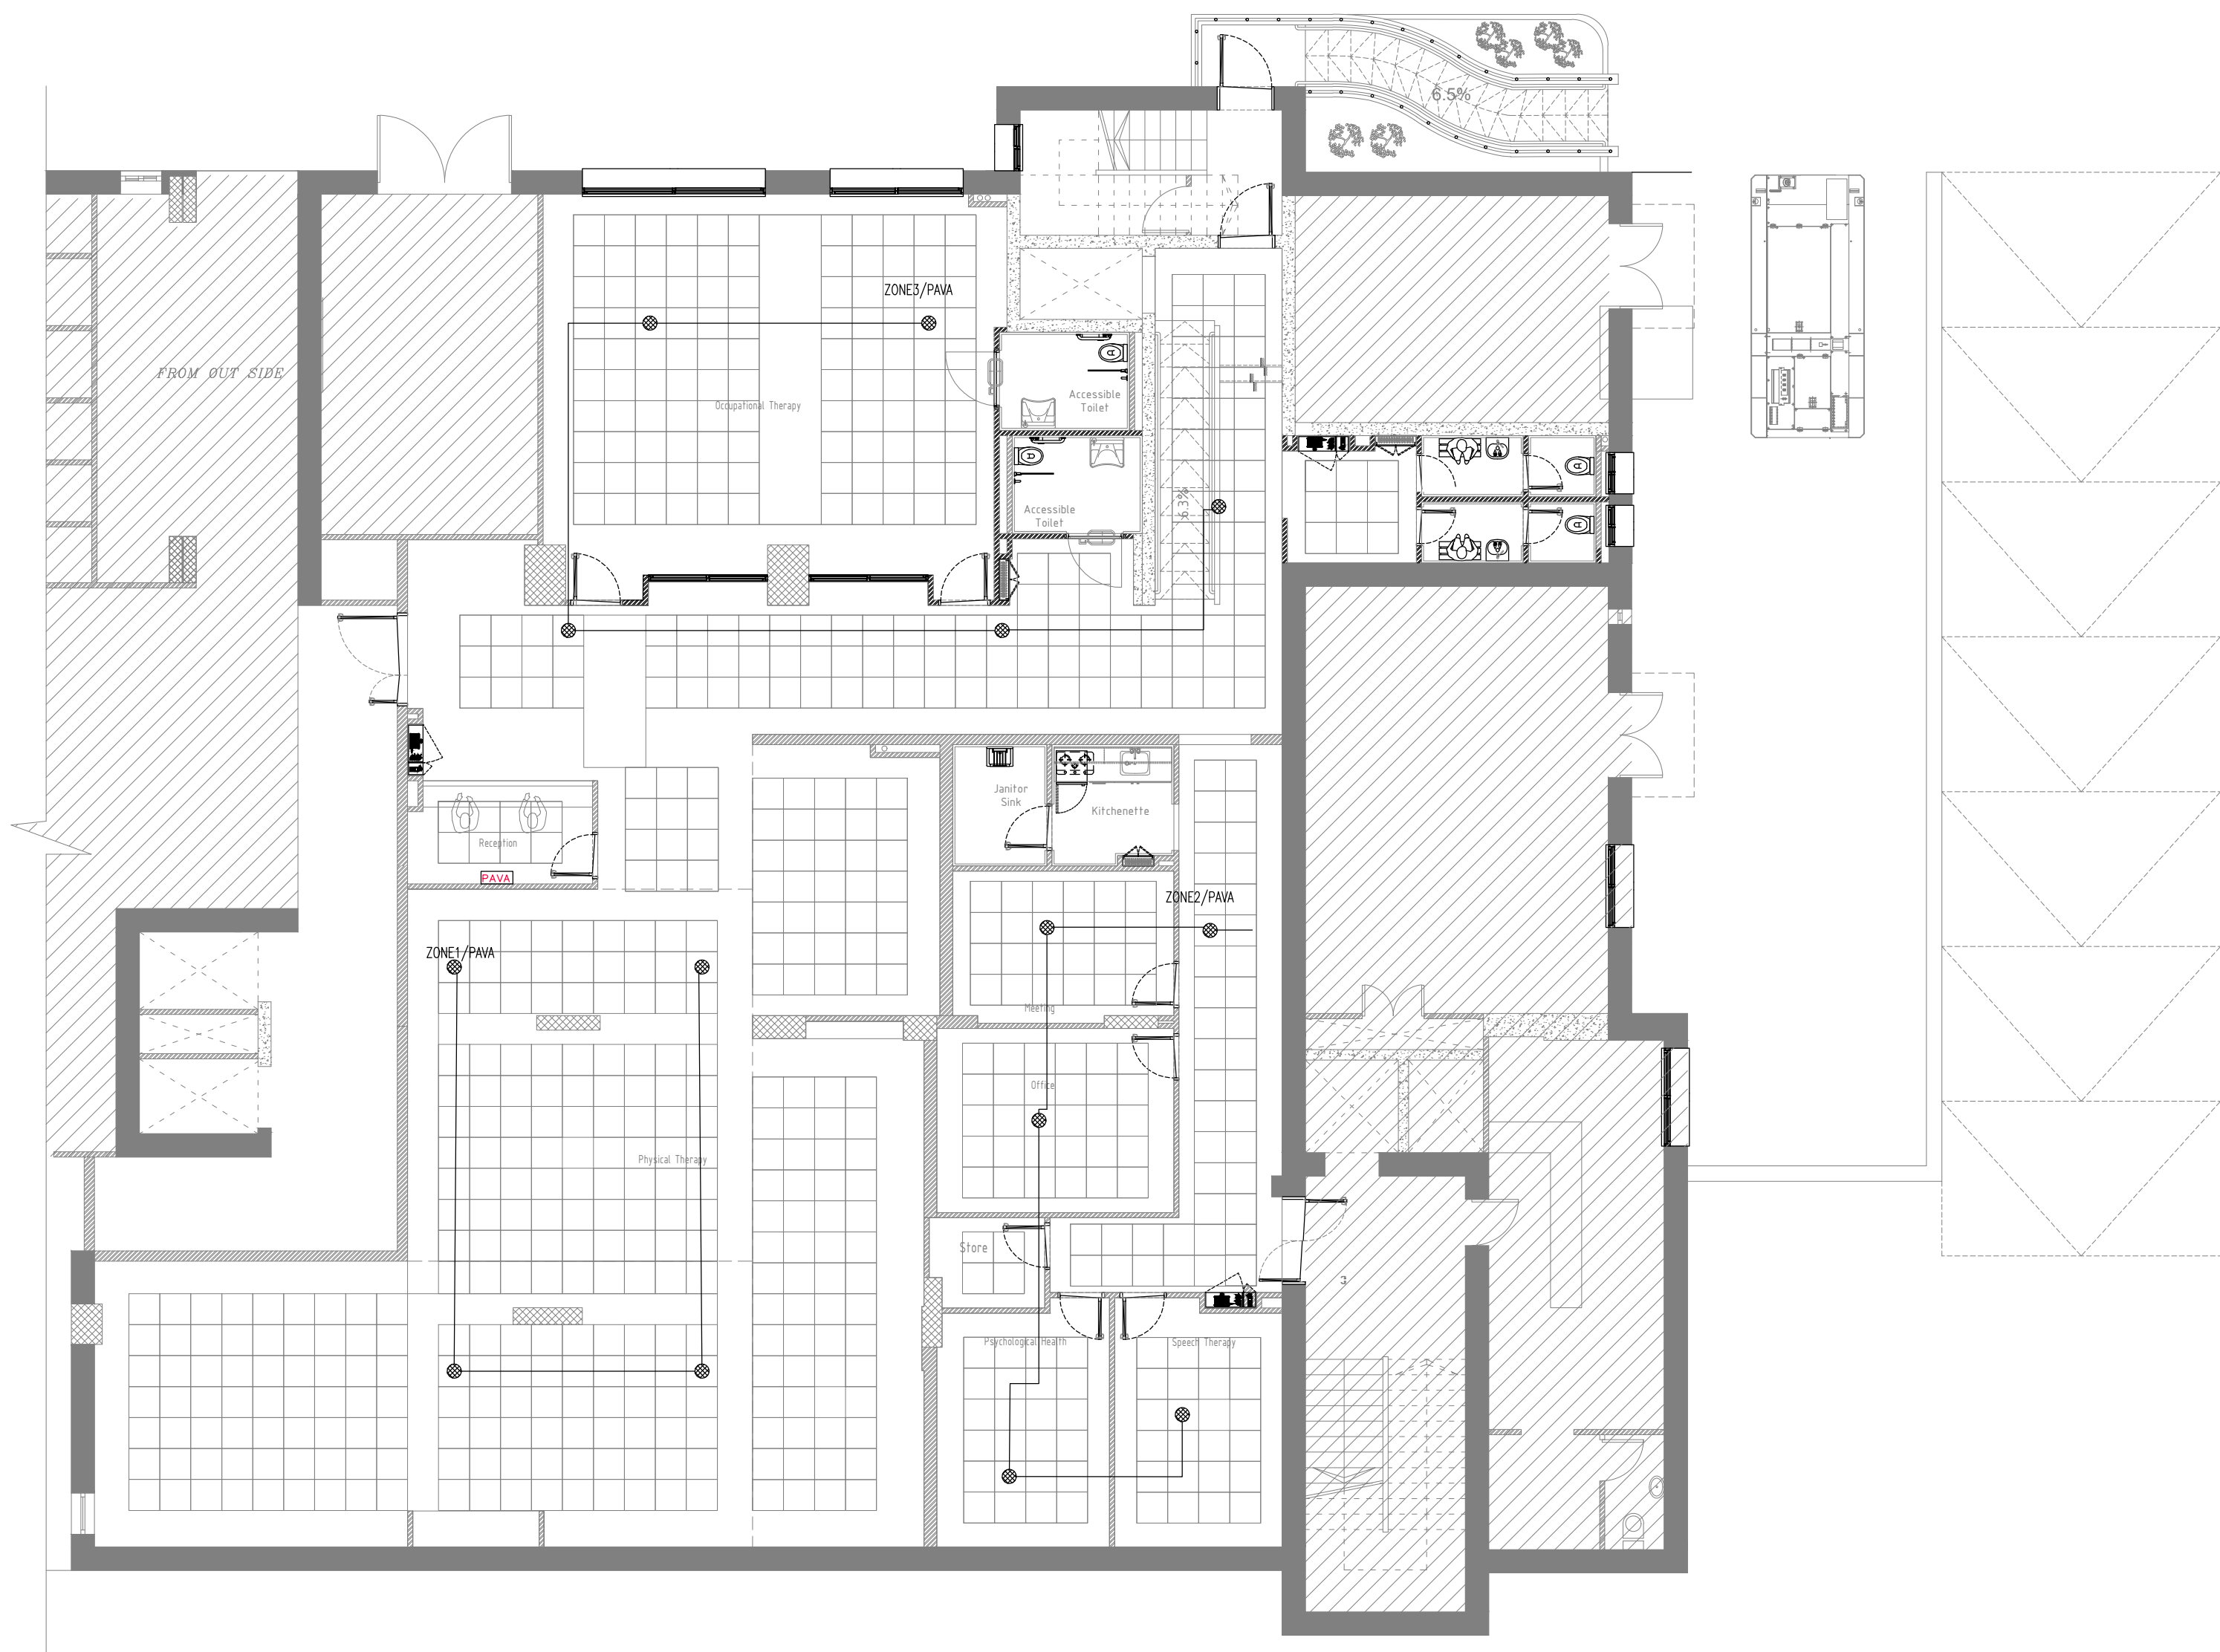 6.5%
ZONE3/PAVA
FROM OUT SIDE
Accessible
Toilet
Occupational Therapy
6.3%
Accessible
Toilet
Janitor
Sink
Kitchenette
Reception
PAVA
ZONE2/PAVA
ZONE1/PAVA
Meeting
Office
Physical Therapy
Store
Psychological Health
Speech Therapy